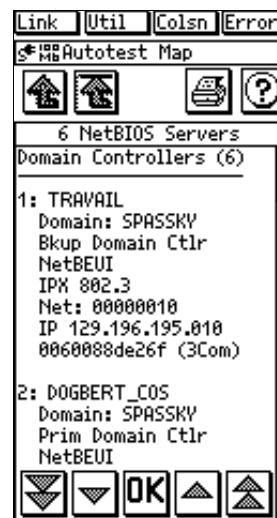 Link Util Colsn Error
100 MB Autotest Map
?
6 NetBIOS Servers
Domain Controllers (6)
1: TRAVAIL
Domain: SPASSKY
Bkup Domain Ctlr
NetBEUI
IPX 802.3
Net: 00000010
IP 129.196.195.010
0060088de26f (3Com)
2: DOGBERT_COS
Domain: SPASSKY
Prim Domain Ctlr
NetBEUI
OK